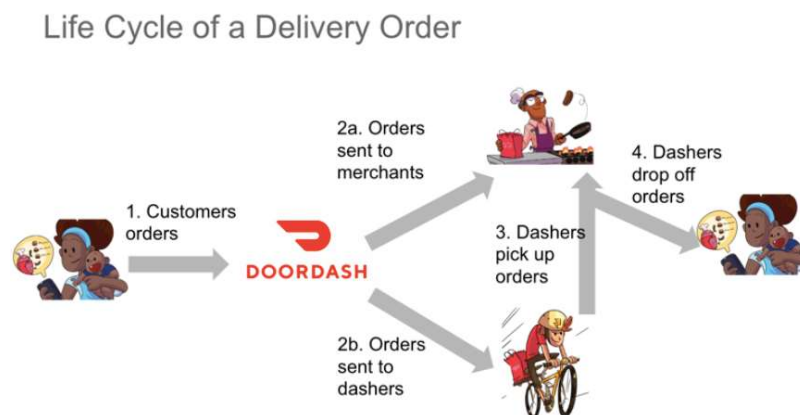 Life Cycle of a Delivery Order
1. Customers
orders
DOORDASH
2a. Orders
sent to
merchants
2b. Orders
sent to
dashers
3. Dashers
pick up
orders
4. Dashers
drop off
orders